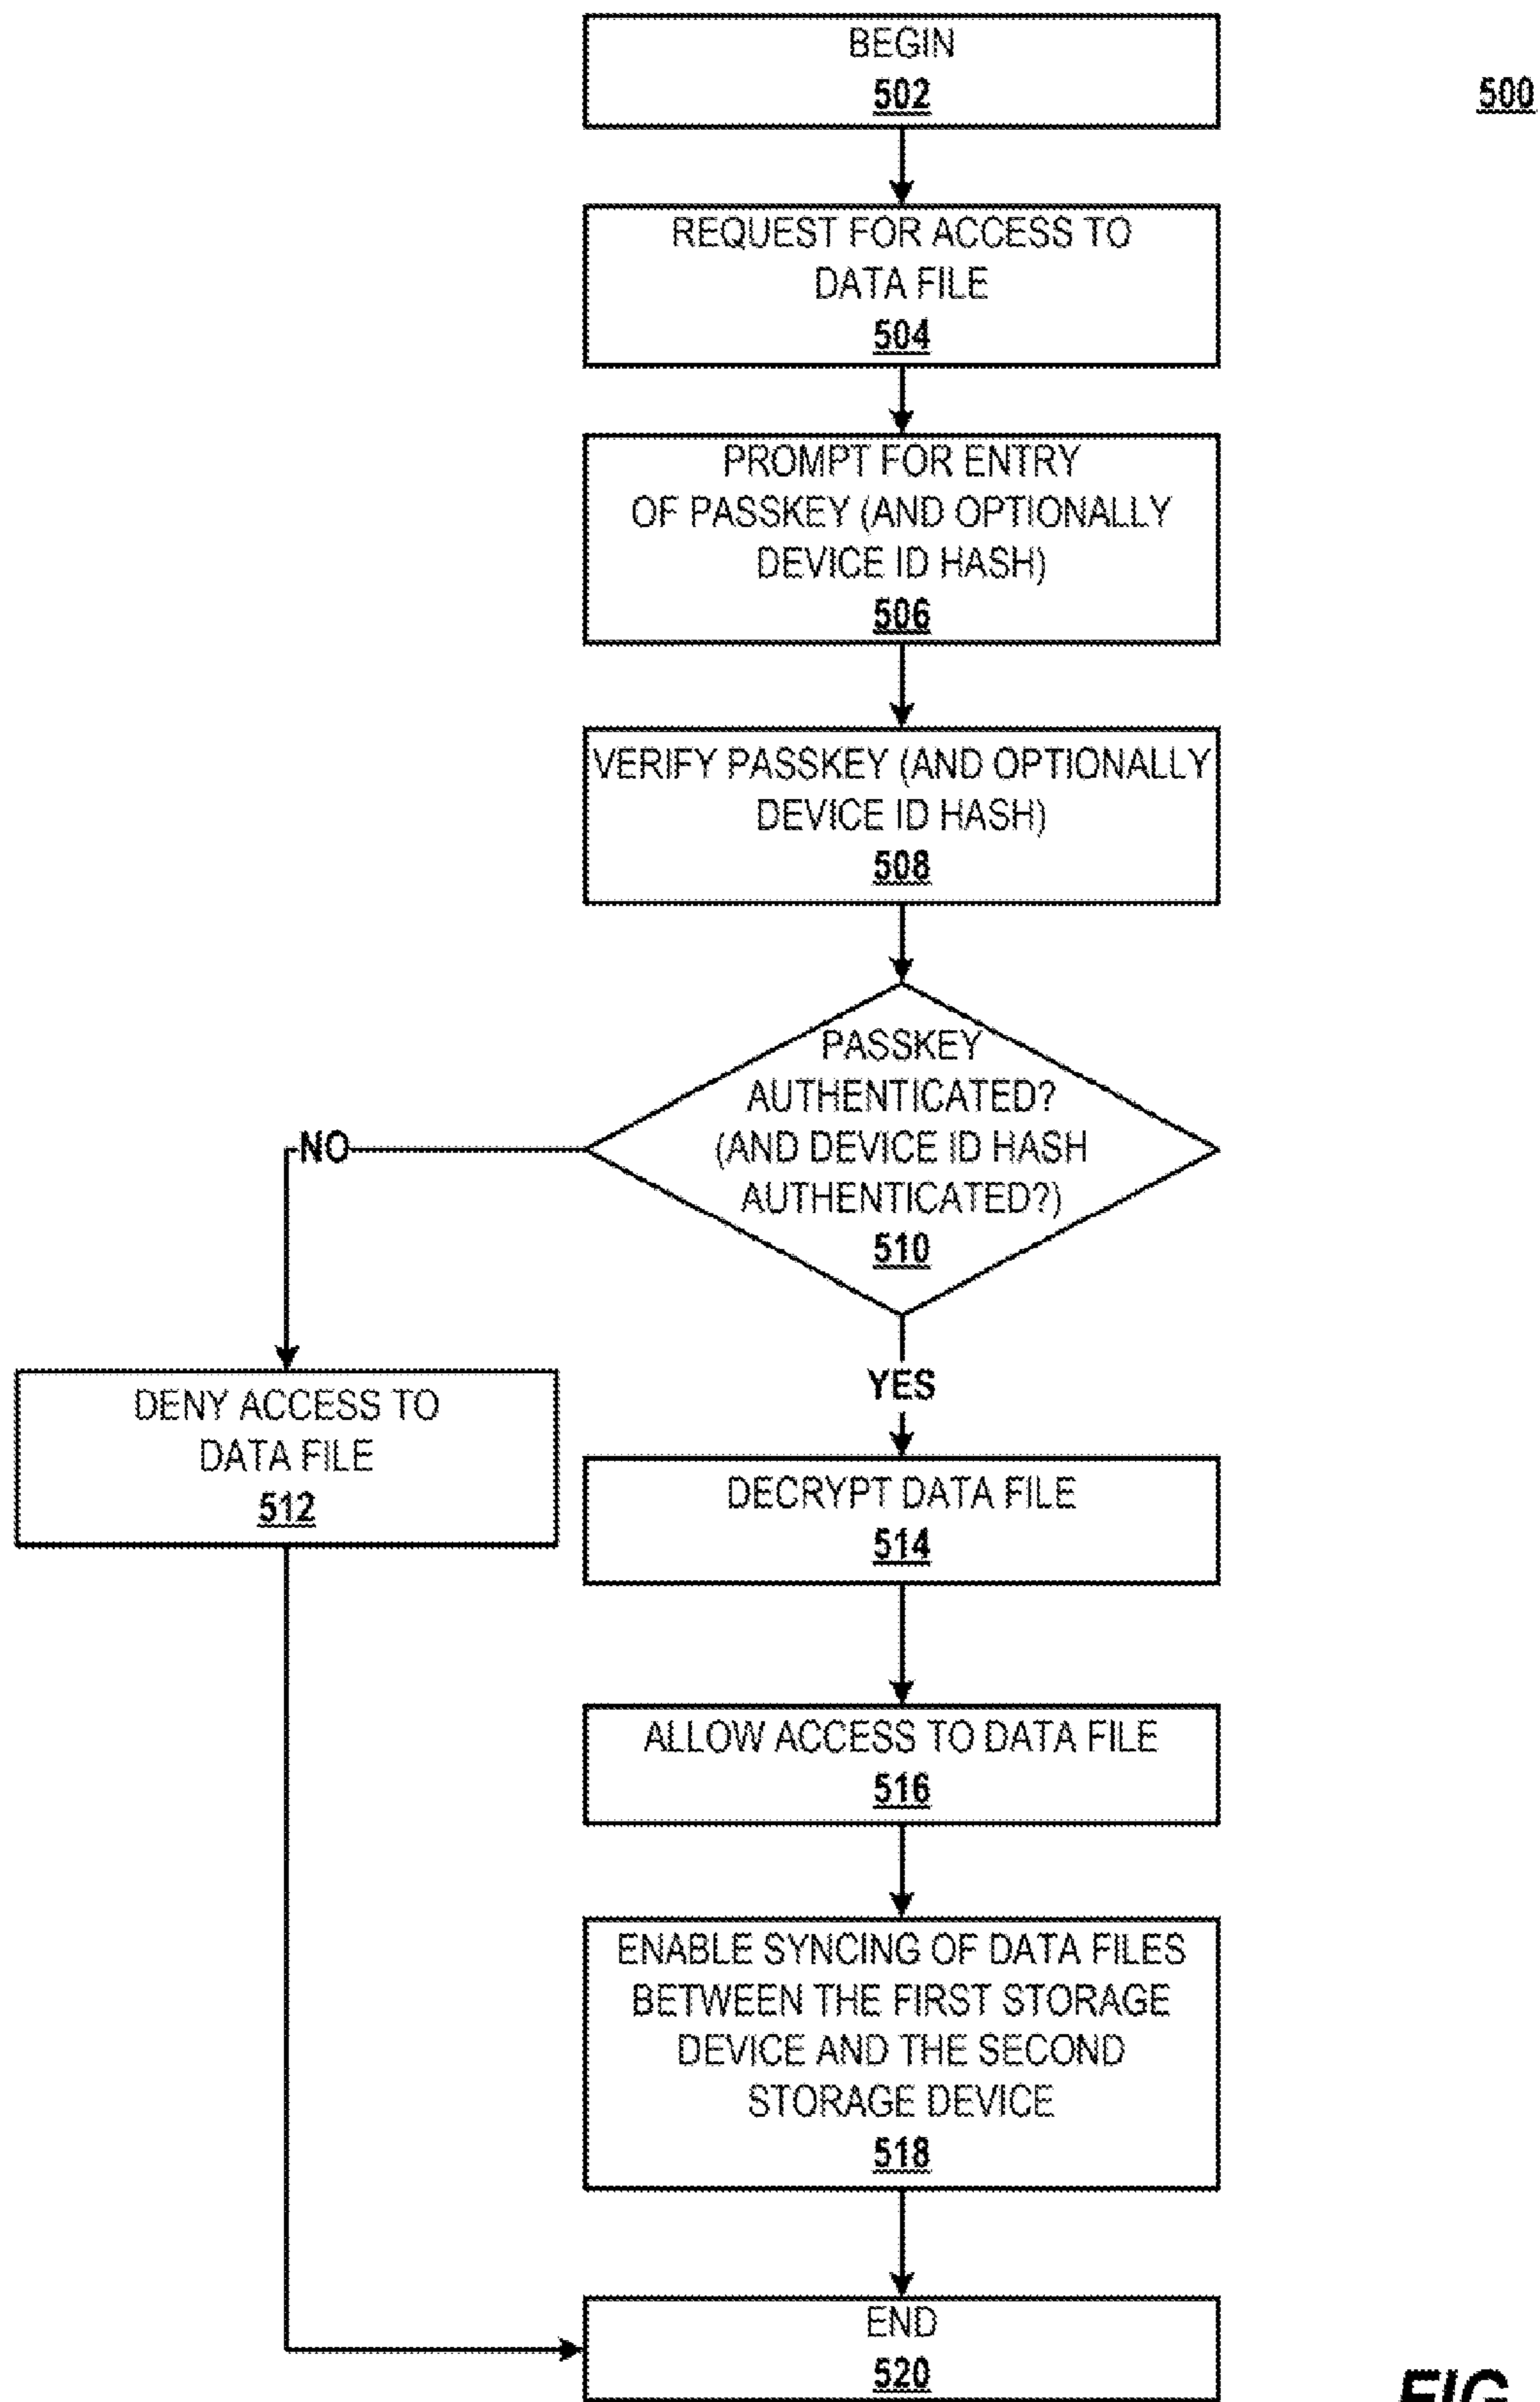 BEGIN
502
500
REQUEST FOR ACCESS TO
DATA FILE
504
PROMPT FOR ENTRY
OF PASSKEY (AND OPTIONALLY
DEVICE ID HASH)
506
VERIFY PASSKEY (AND OPTIONALLY
DEVICE ID HASH)
508
PASSKEY
AUTHENTICATED?
(AND DEVICE ID HASH
AUTHENTICATED?)
510
NO
YES
DENY ACCESS TO
DATA FILE
512
DECRYPT DATA FILE
514
ALLOW ACCESS TO DATA FILE
516
ENABLE SYNCING OF DATA FILES
BETWEEN THE FIRST STORAGE
DEVICE AND THE SECOND
STORAGE DEVICE
518
END
520
FIG